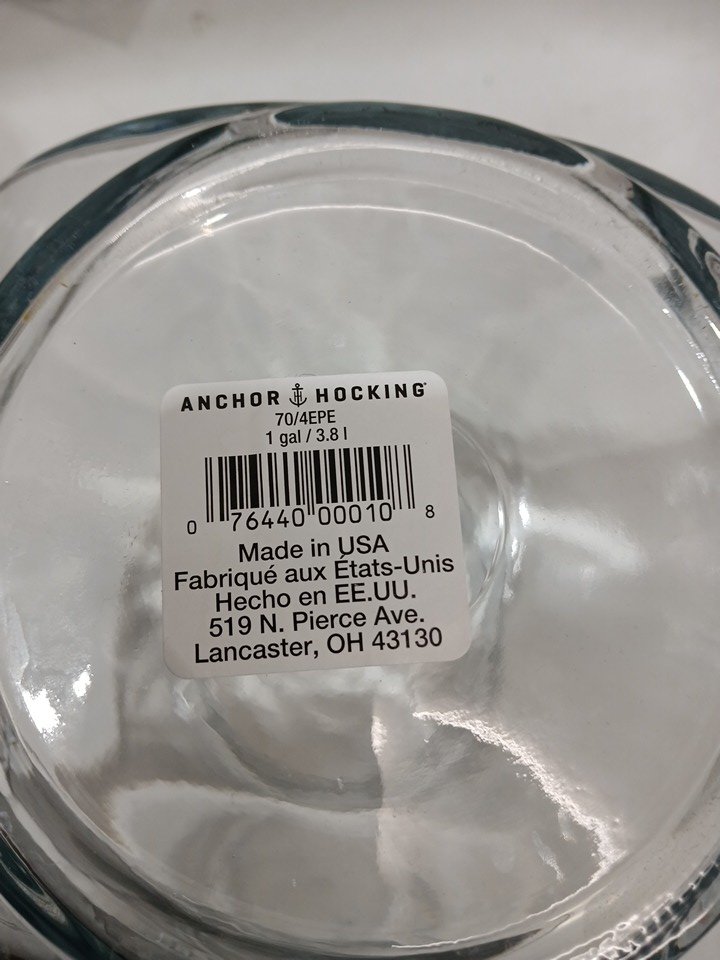 ANCHOR HOCKING
70/4EPE
1 gal / 3.8 l
0 76440 00010 8
Made in USA
Fabriqué aux États-Unis
Hecho en EE.UU.
519 N. Pierce Ave.
Lancaster, OH 43130